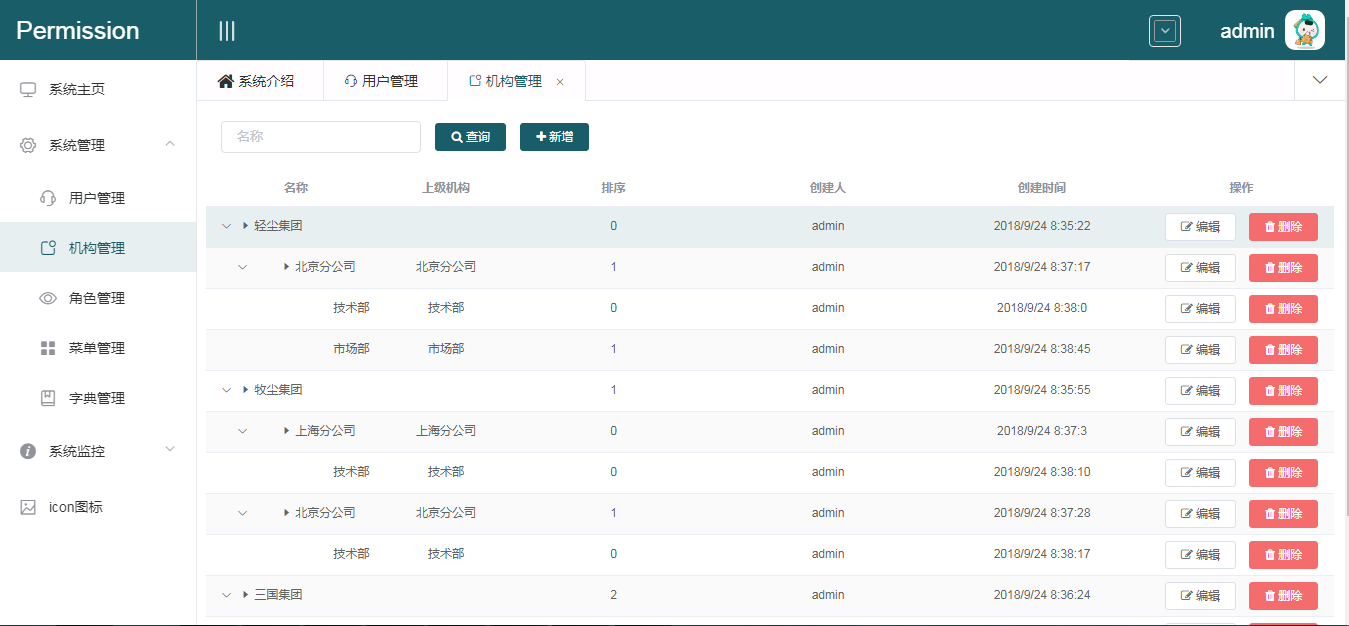 Permission
admin
系统主页
系统管理
用户管理
机构管理
角色管理
菜单管理
字典管理
系统监控
icon图标
系统介绍 用户管理 机构管理
名称 查询 新增
名称 上级机构 排序 创建人 创建时间 操作
轻尘集团 0 admin 2018/9/24 8:35:22 编辑 删除
北京分公司 北京分公司 1 admin 2018/9/24 8:37:17 编辑 删除
技术部 技术部 0 admin 2018/9/24 8:38:0 编辑 删除
市场部 市场部 1 admin 2018/9/24 8:38:45 编辑 删除
牧尘集团 1 admin 2018/9/24 8:35:55 编辑 删除
上海分公司 上海分公司 0 admin 2018/9/24 8:37:3 编辑 删除
技术部 技术部 0 admin 2018/9/24 8:38:10 编辑 删除
北京分公司 北京分公司 1 admin 2018/9/24 8:37:28 编辑 删除
技术部 技术部 0 admin 2018/9/24 8:38:17 编辑 删除
三国集团 2 admin 2018/9/24 8:36:24 编辑 删除